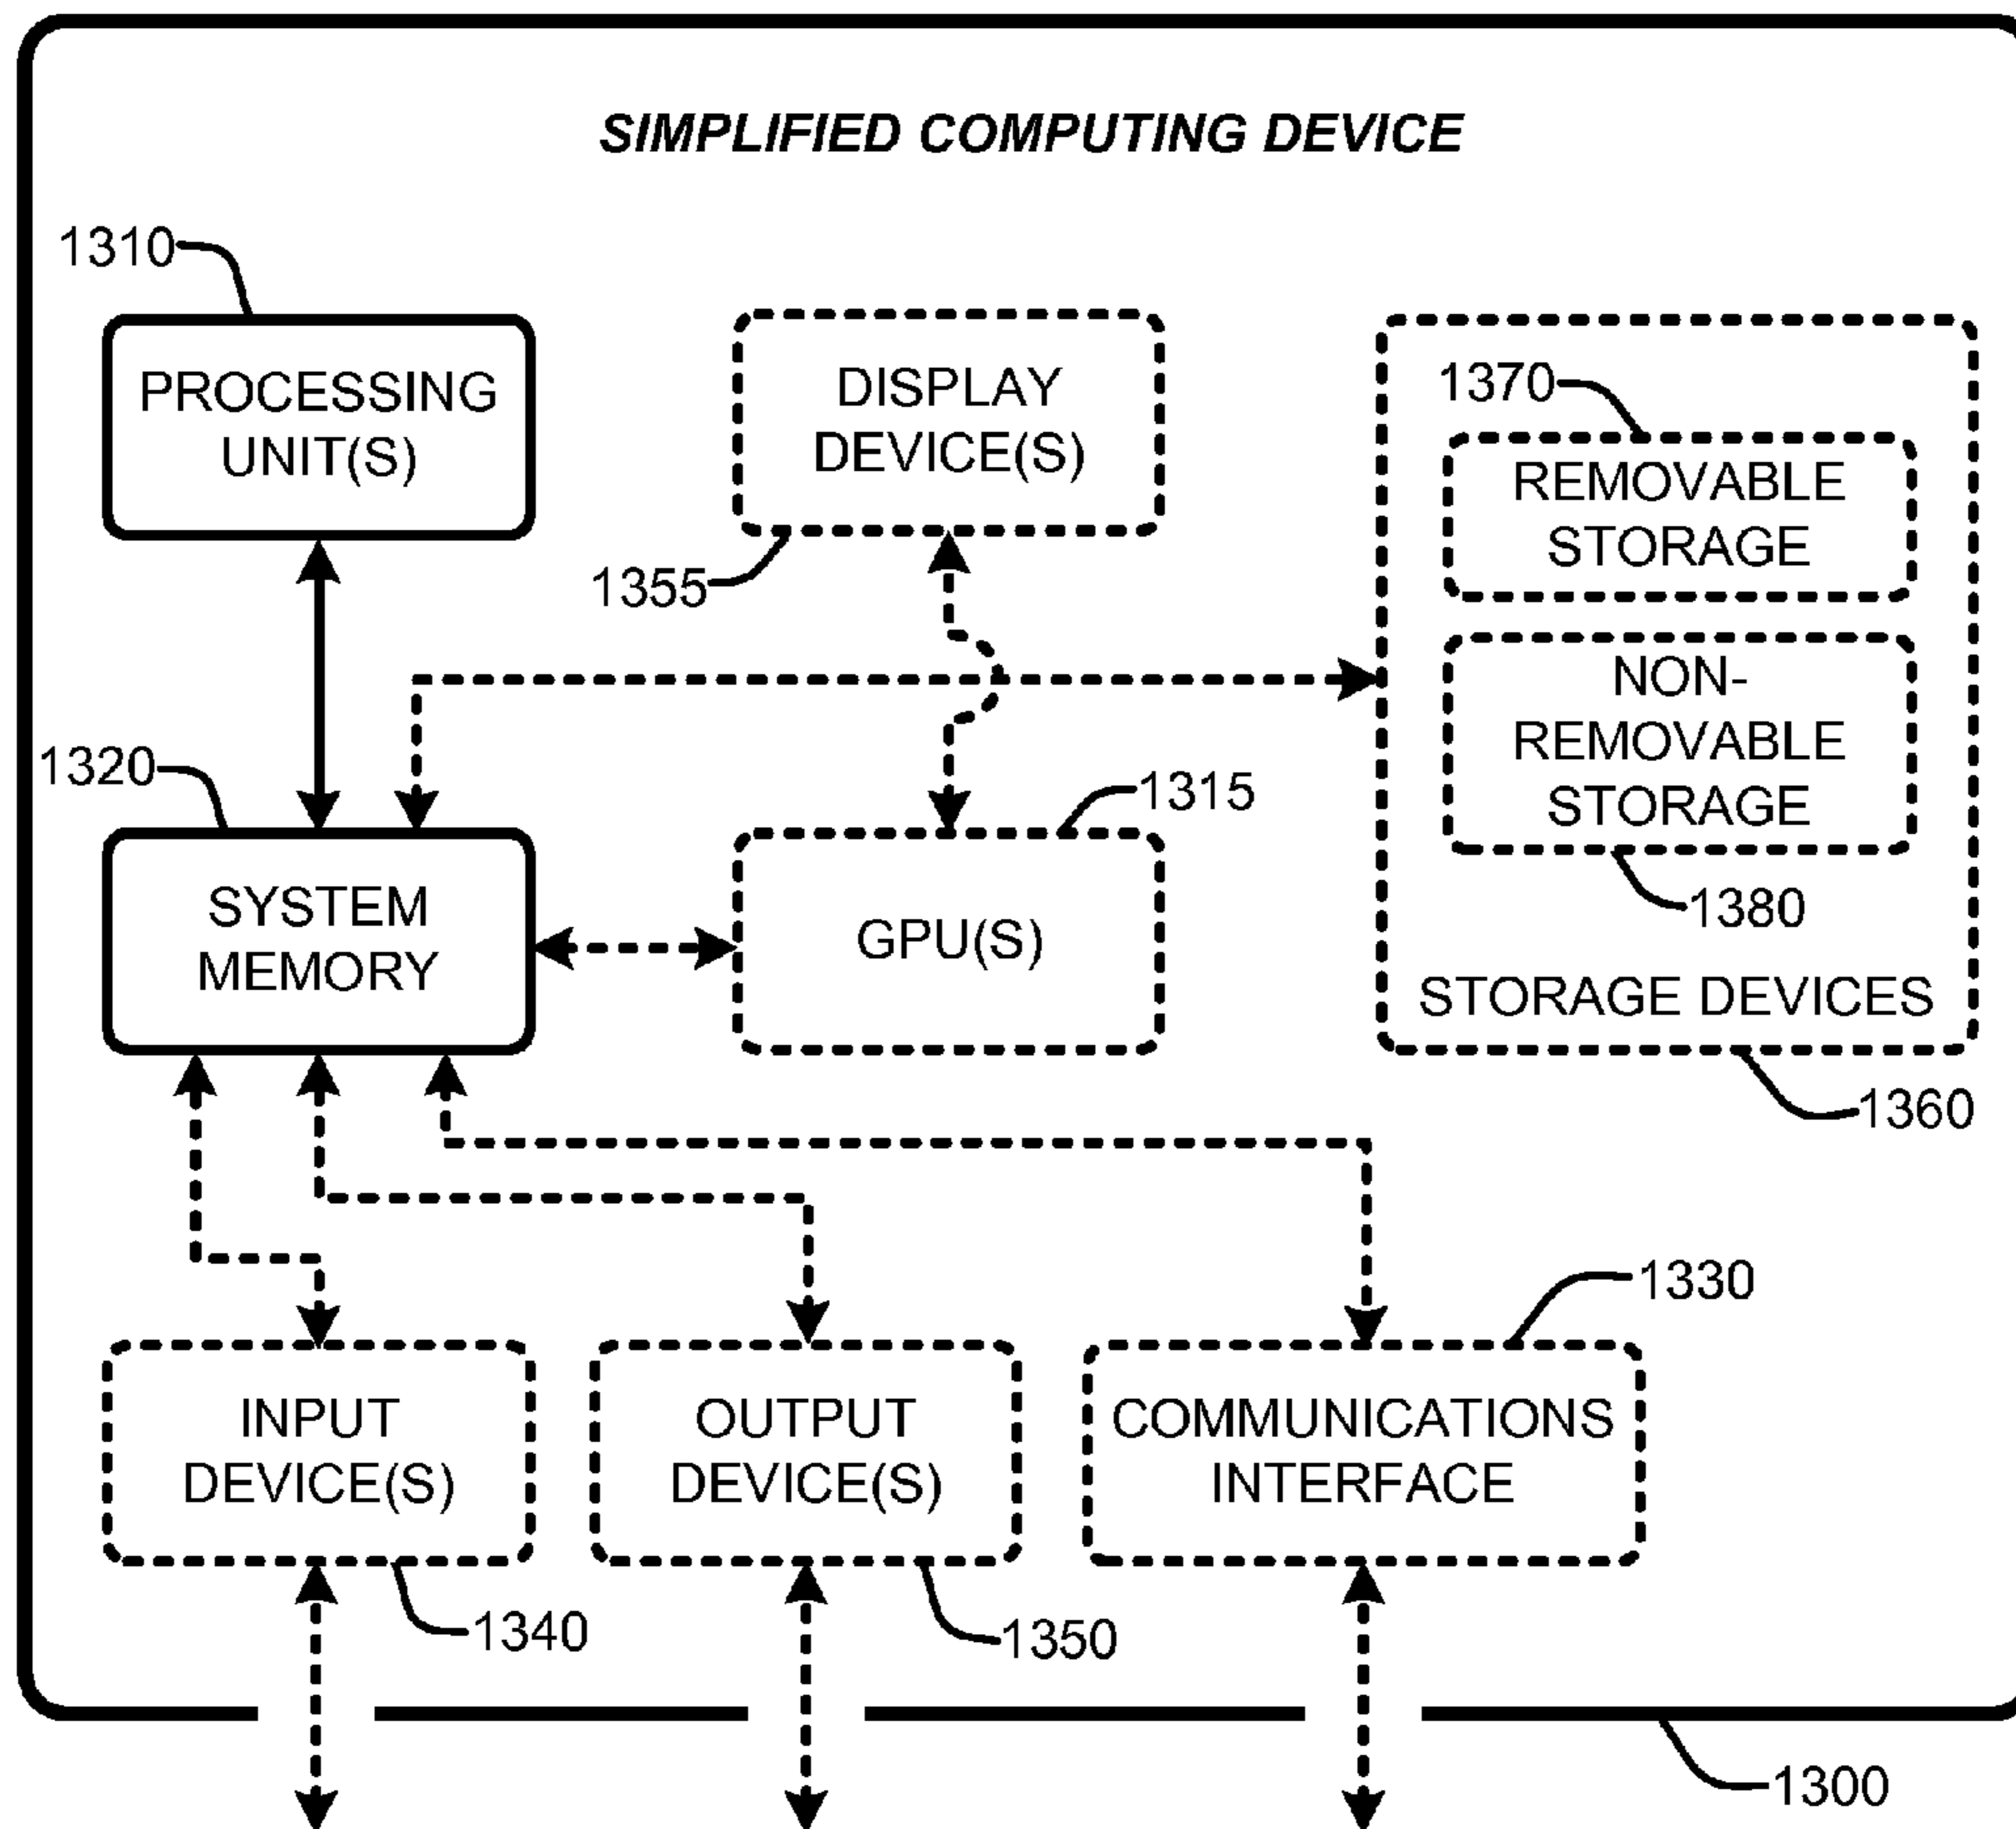 SIMPLIFIED COMPUTING DEVICE
1310
PROCESSING
UNIT(S)
DISPLAY
DEVICE(S)
1355
1370
REMOVABLE
STORAGE
NON-
REMOVABLE
STORAGE
1380
STORAGE DEVICES
1360
1320
SYSTEM
MEMORY
1315
GPU(S)
1330
INPUT
DEVICE(S)
1340
OUTPUT
DEVICE(S)
1350
COMMUNICATIONS
INTERFACE
1300